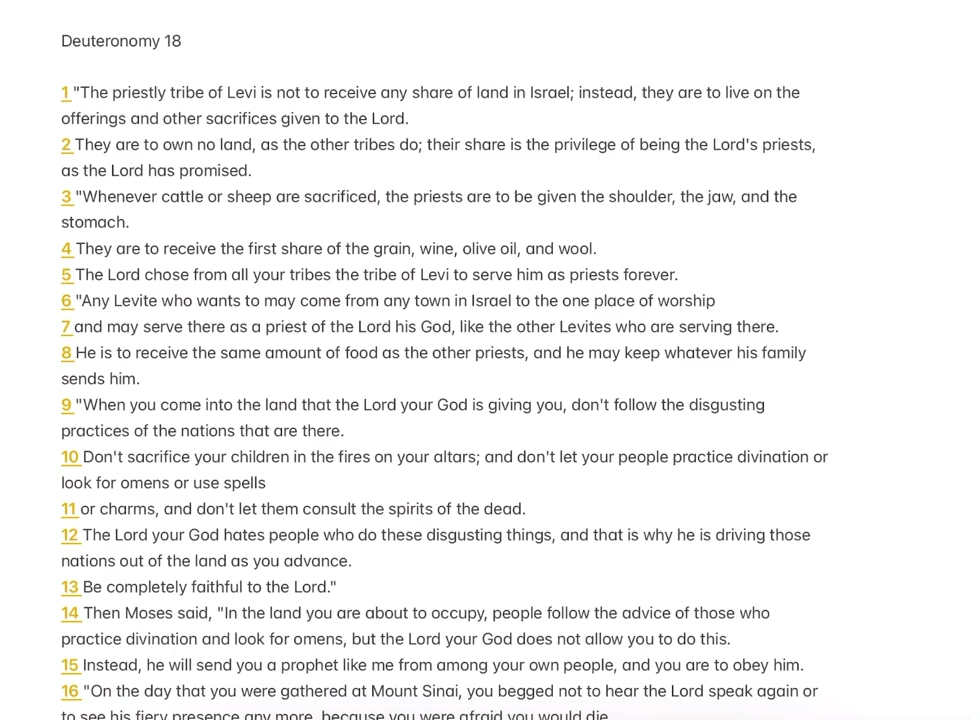 Deuteronomy 18
1 "The priestly tribe of Levi is not to receive any share of land in Israel; instead, they are to live on the
offerings and other sacrifices given to the Lord.
2 They are to own no land, as the other tribes do; their share is the privilege of being the Lord's priests,
as the Lord has promised.
3 "Whenever cattle or sheep are sacrificed, the priests are to be given the shoulder, the jaw, and the
stomach.
4 They are to receive the first share of the grain, wine, olive oil, and wool.
5 The Lord chose from all your tribes the tribe of Levi to serve him as priests forever.
6 "Any Levite who wants to may come from any town in Israel to the one place of worship
7 and may serve there as a priest of the Lord his God, like the other Levites who are serving there.
8 He is to receive the same amount of food as the other priests, and he may keep whatever his family
sends him.
9 "When you come into the land that the Lord your God is giving you, don't follow the disgusting
practices of the nations that are there.
10 Don't sacrifice your children in the fires on your altars; and don't let your people practice divination or
look for omens or use spells
11 or charms, and don't let them consult the spirits of the dead.
12 The Lord your God hates people who do these disgusting things, and that is why he is driving those
nations out of the land as you advance.
13 Be completely faithful to the Lord."
14 Then Moses said, "In the land you are about to occupy, people follow the advice of those who
practice divination and look for omens, but the Lord your God does not allow you to do this.
15 Instead, he will send you a prophet like me from among your own people, and you are to obey him.
16 "On the day that you were gathered at Mount Sinai, you begged not to hear the Lord speak again or
to see his fiery presence any more, because you were afraid you would die.